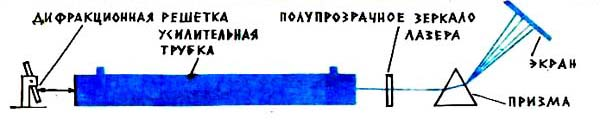 ДИФРАКЦИОННАЯ РЕШЕТКА
УСИЛИТЕЛЬНАЯ
ТРУБКА
ПОЛУПРОЗРАЧНОЕ ЗЕРКАЛО
ЛАЗЕРА
ЭКРАН
ПРИЗМА